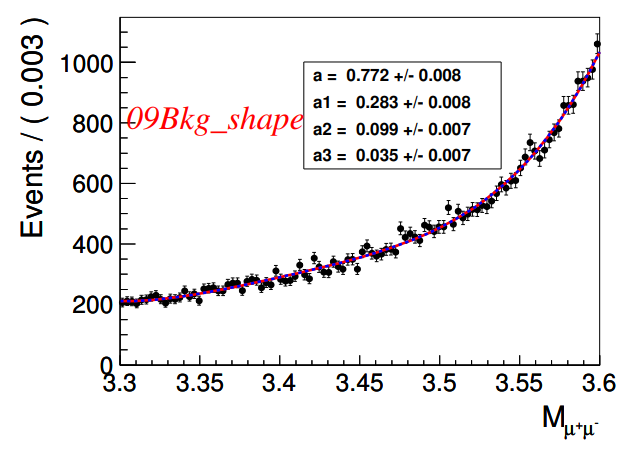 Events / ( 0.003 )
1000
800
600
400
200
0
09Bkg_shape
a = 0.772 +/- 0.008
a1 = 0.283 +/- 0.008
a2 = 0.099 +/- 0.007
a3 = 0.035 +/- 0.007
3.3 3.35 3.4 3.45 3.5 3.55 3.6
Mμ⁺μ⁻